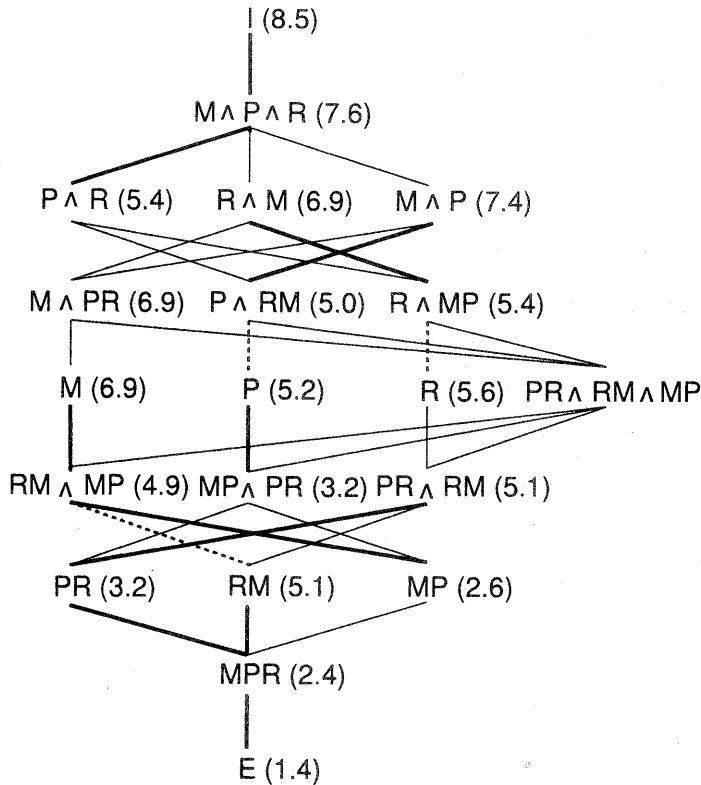 I (8.5)
M ∧ P ∧ R (7.6)
P ∧ R (5.4) R ∧ M (6.9) M ∧ P (7.4)
M ∧ PR (6.9) P ∧ RM (5.0) R ∧ MP (5.4)
M (6.9) P (5.2) R (5.6) PR ∧ RM ∧ MP
RM ∧ MP (4.9) MP ∧ PR (3.2) PR ∧ RM (5.1)
PR (3.2) RM (5.1) MP (2.6)
MPR (2.4)
E (1.4)